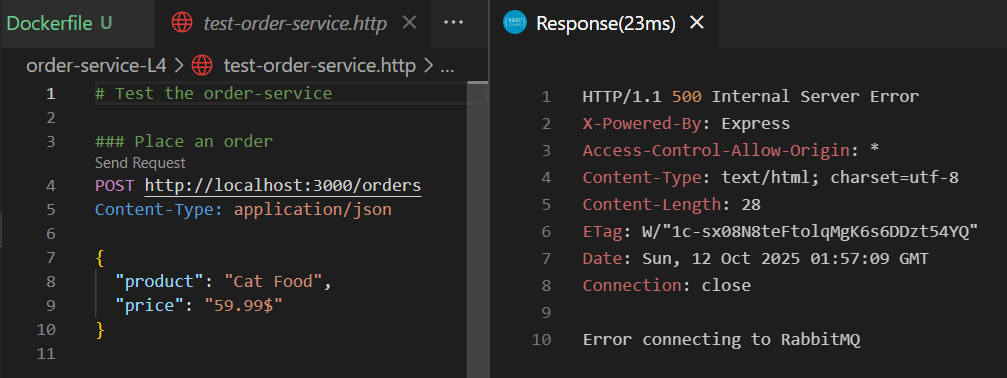 Dockerfile U
test-order-service.http
order-service-L4 > test-order-service.http > ...
1 # Test the order-service
2
3 ### Place an order
Send Request
4 POST http://localhost:3000/orders
5 Content-Type: application/json
6
7 {
8 "product": "Cat Food",
9 "price": "59.99$"
10 }
11
Response(23ms)
1 HTTP/1.1 500 Internal Server Error
2 X-Powered-By: Express
3 Access-Control-Allow-Origin: *
4 Content-Type: text/html; charset=utf-8
5 Content-Length: 28
6 ETag: W/"1c-sx08N8teFtolqMgK6s6DDzt54YQ"
7 Date: Sun, 12 Oct 2025 01:57:09 GMT
8 Connection: close
9
10 Error connecting to RabbitMQ